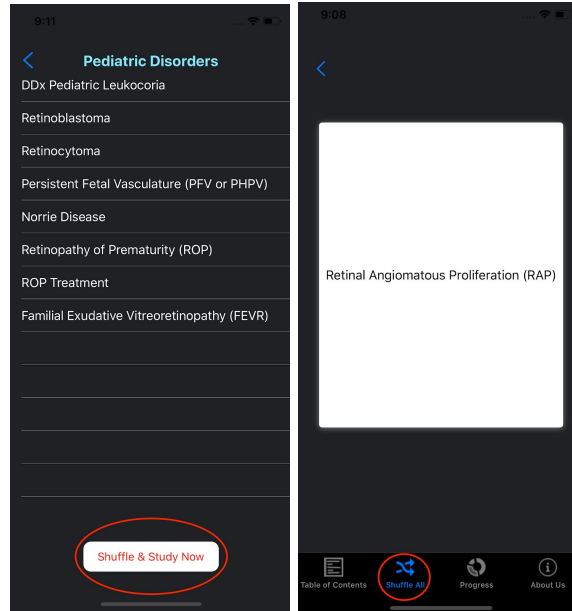 9:11
Pediatric Disorders
DDx Pediatric Leukocoria
Retinoblastoma
Retinocytoma
Persistent Fetal Vasculature (PFV or PHPV)
Norrie Disease
Retinopathy of Prematurity (ROP)
ROP Treatment
Familial Exudative Vitreoretinopathy (FEVR)
Shuffle & Study Now
9:08
Retinal Angiomatous Proliferation (RAP)
Table of Contents
Shuffle All
Progress
About Us